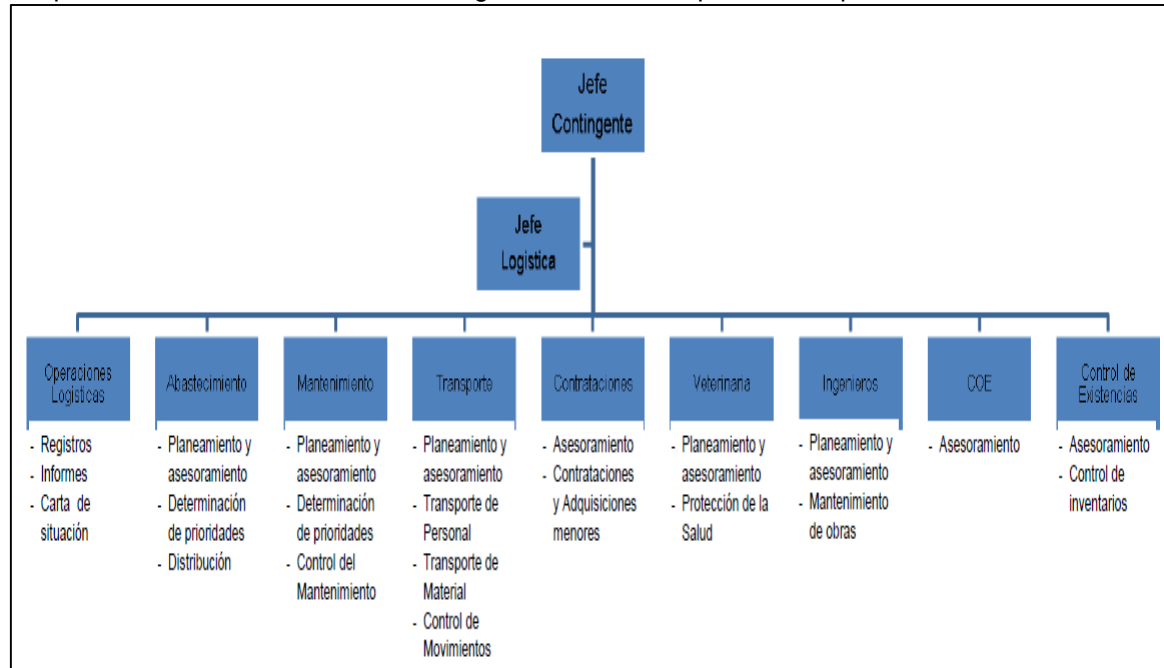 Jefe
Contingente
Jefe
Logistica
Operaciones
Logisticas
- Registros
- Informes
- Carta de
situación
Abastecimiento
- Planeamiento y
asesoramiento
- Determinación
de prioridades
- Distribución
Mantenimiento
- Planeamiento y
asesoramiento
- Determinación
de prioridades
- Control del
Mantenimiento
Transporte
- Planeamiento y
asesoramiento
- Transporte de
Personal
- Transporte de
Material
- Control de
Movimientos
Contrataciones
- Asesoramiento
- Contrataciones
y Adquisiciones
menores
Veterinaria
- Planeamiento y
asesoramiento
- Protección de la
Salud
Ingenieros
- Planeamiento y
asesoramiento
- Mantenimiento
de obras
COE
- Asesoramiento
Control de
Existencias
- Asesoramiento
- Control de
inventarios